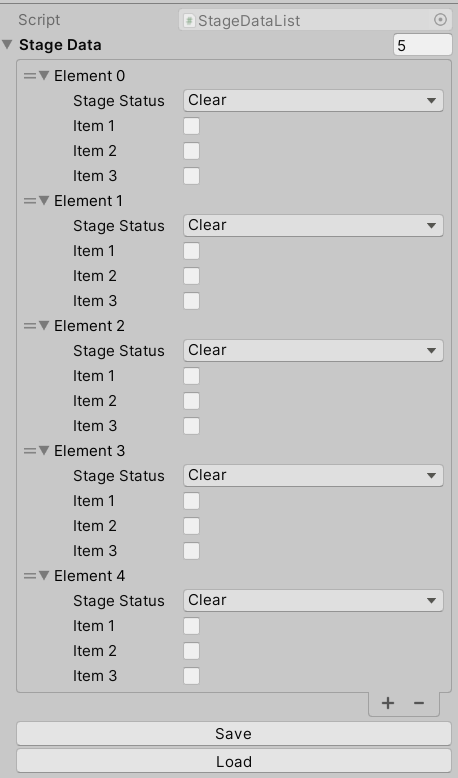 Script # StageDataList
Stage Data 5
Element 0
Stage Status Clear
Item 1
Item 2
Item 3
Element 1
Stage Status Clear
Item 1
Item 2
Item 3
Element 2
Stage Status Clear
Item 1
Item 2
Item 3
Element 3
Stage Status Clear
Item 1
Item 2
Item 3
Element 4
Stage Status Clear
Item 1
Item 2
Item 3
+ −
Save
Load